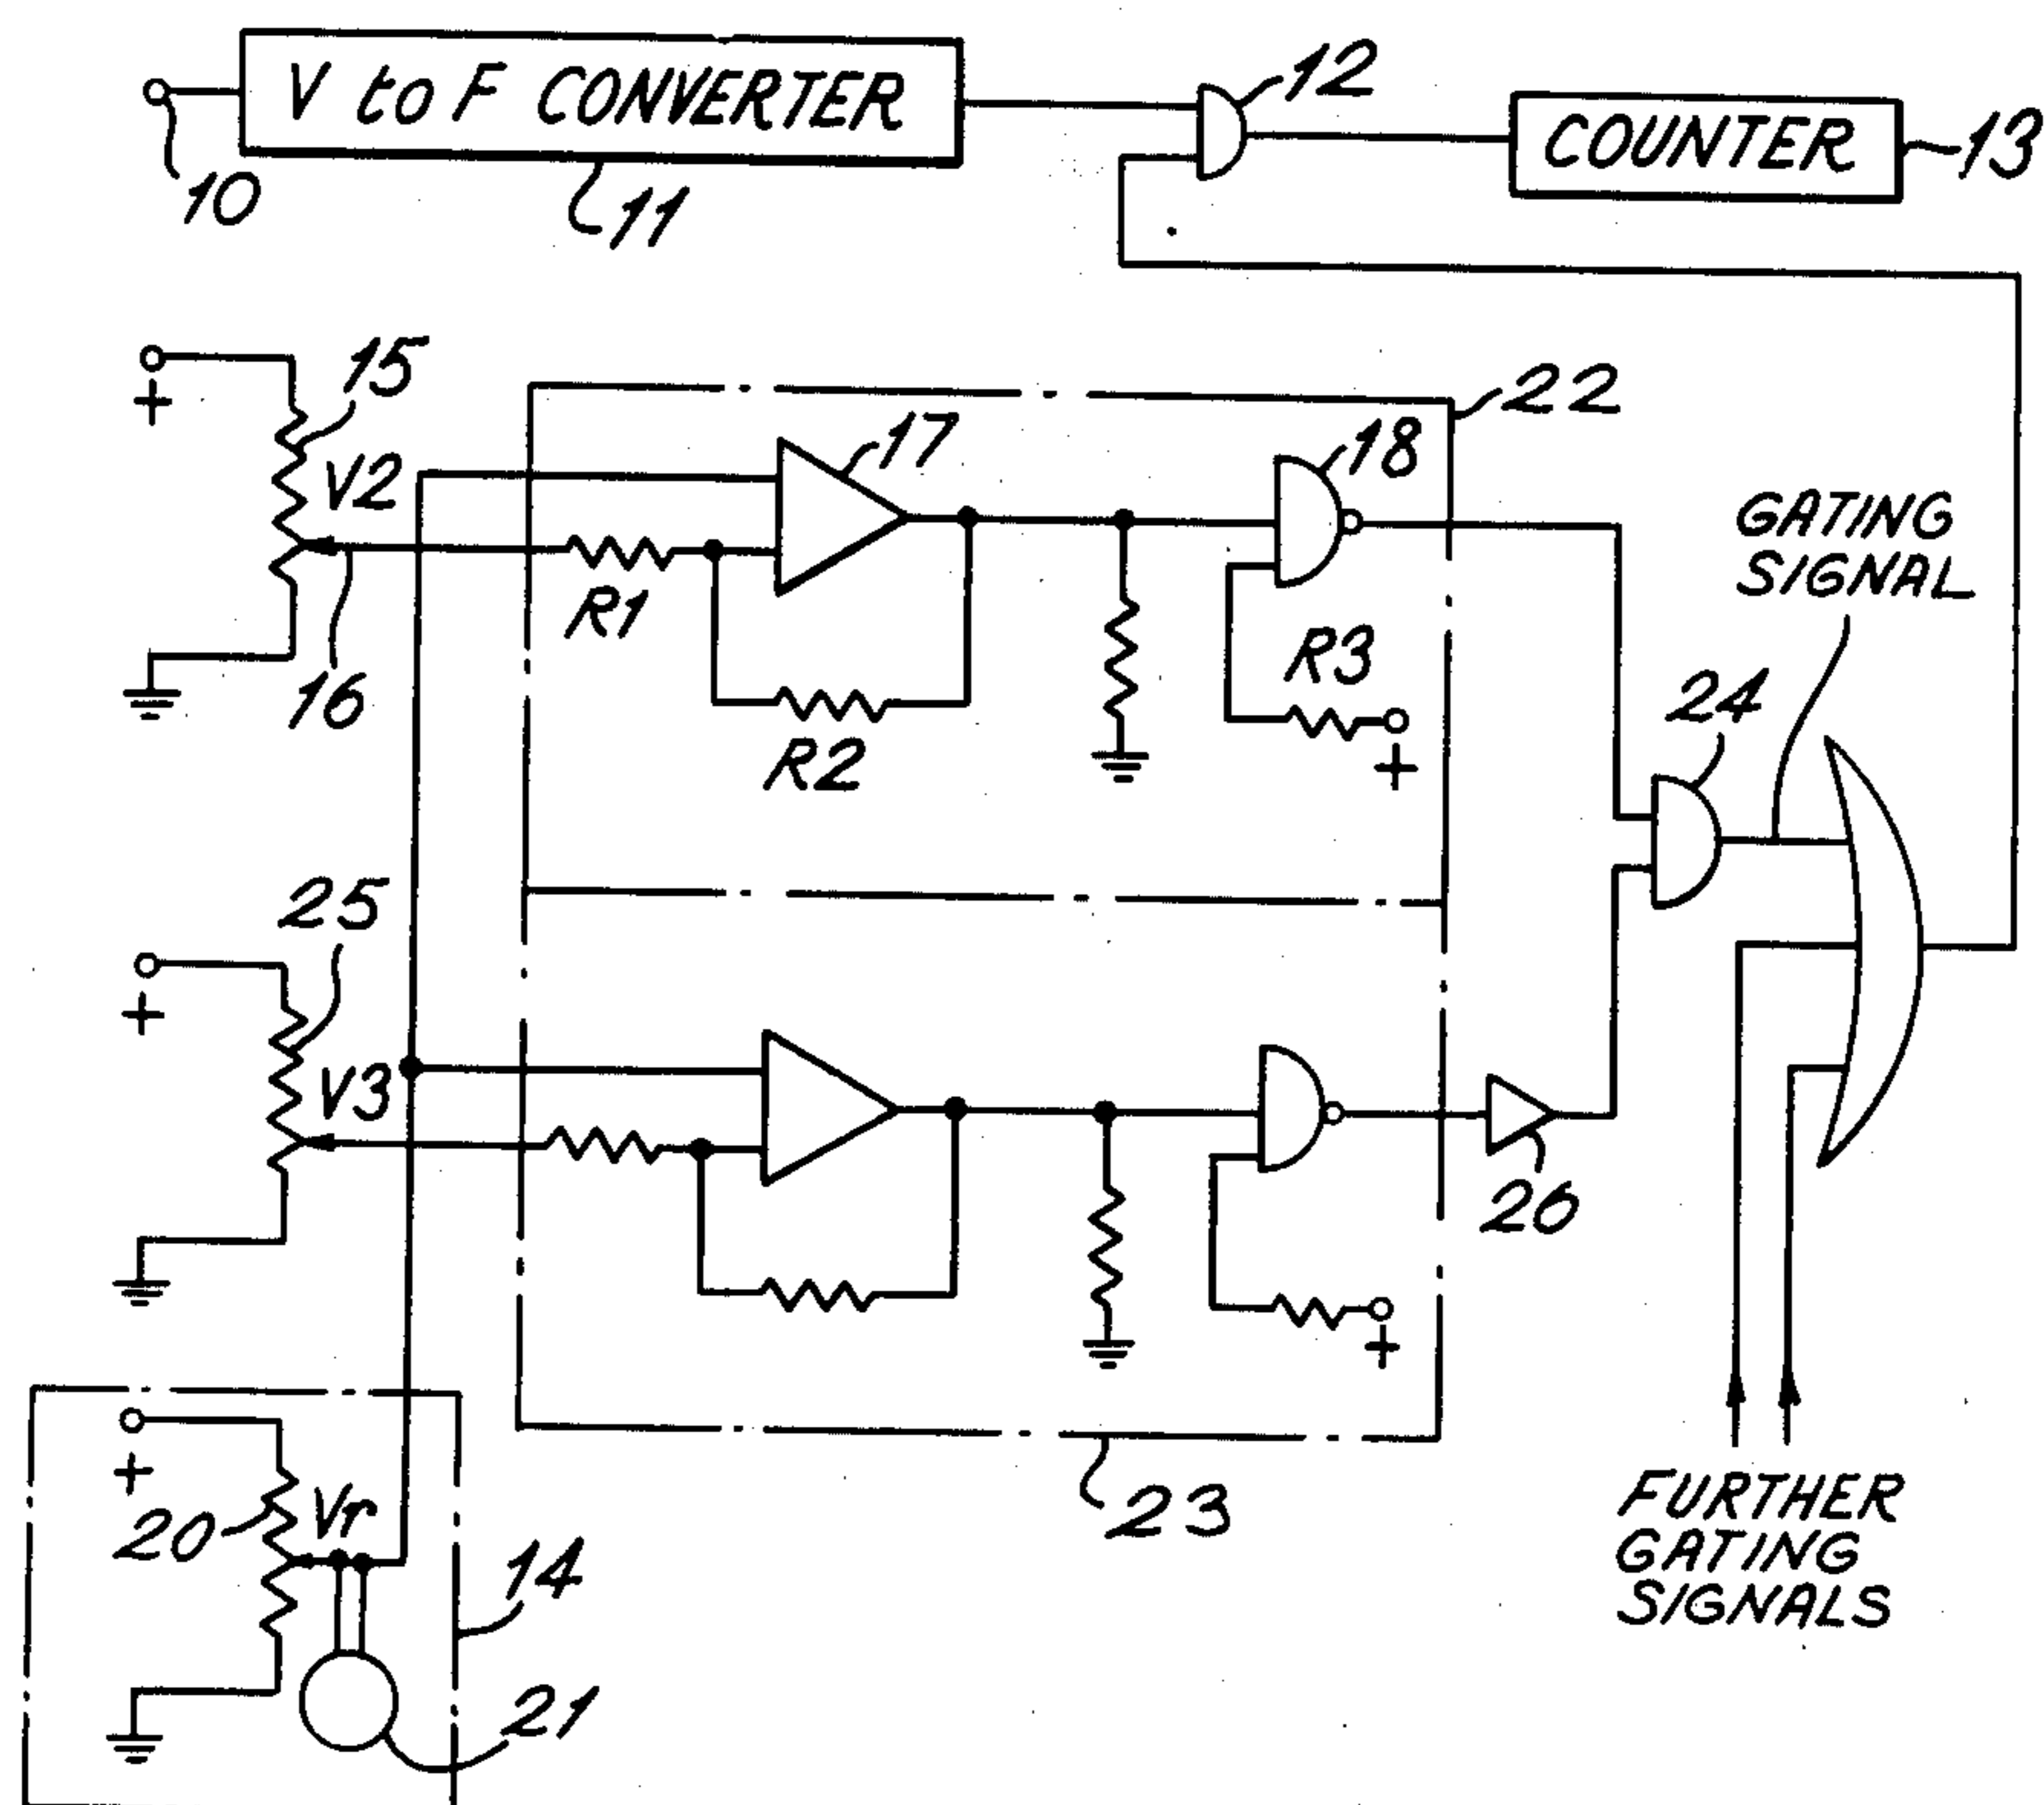 V to F CONVERTER
12
COUNTER
13
10
11
15
22
V2
17
18
GATING
SIGNAL
R1
16
R3
24
R2
+
+
25
+
V3
26
+
+
20
Vr
23
14
FURTHER
GATING
SIGNALS
21